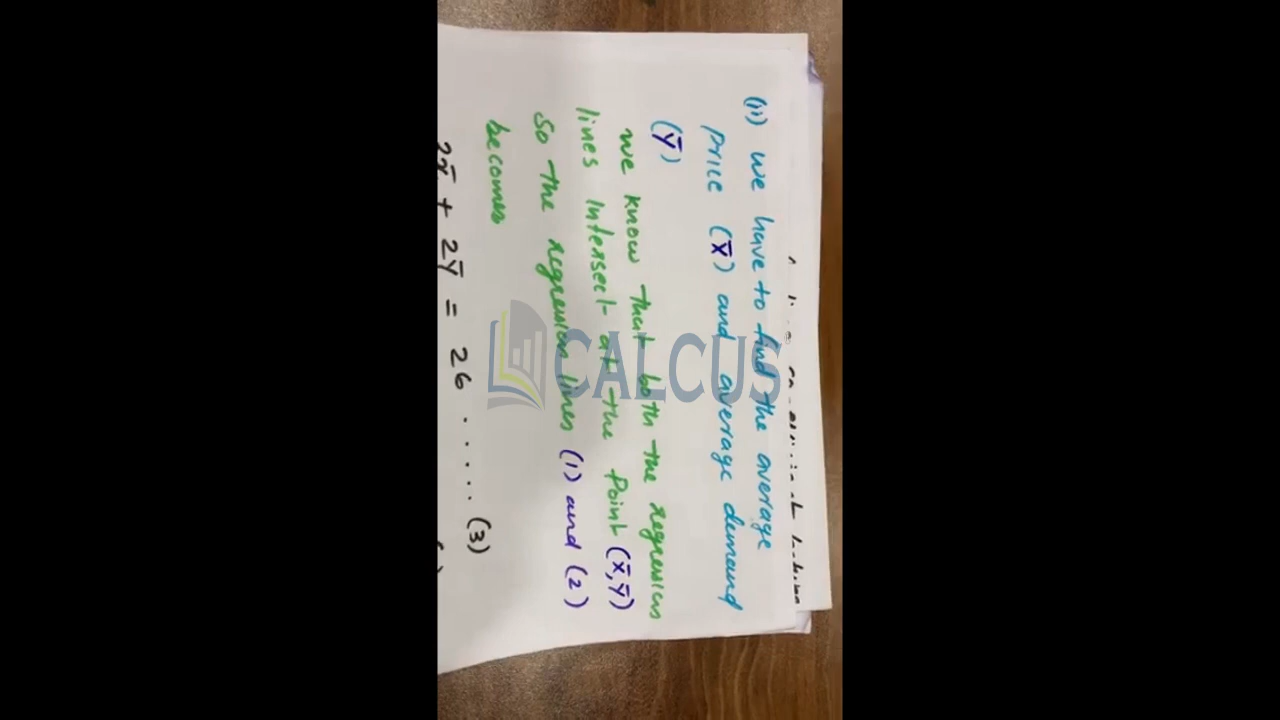 (ii) we have to find the average
price (X̄) and average demand
(Ȳ)
we know that both the regression
lines intersect at the Point (X̄,Ȳ)
So the regression lines (1) and (2)
becomes
+ 2Ȳ = 26 ...... (3)
CALCUS